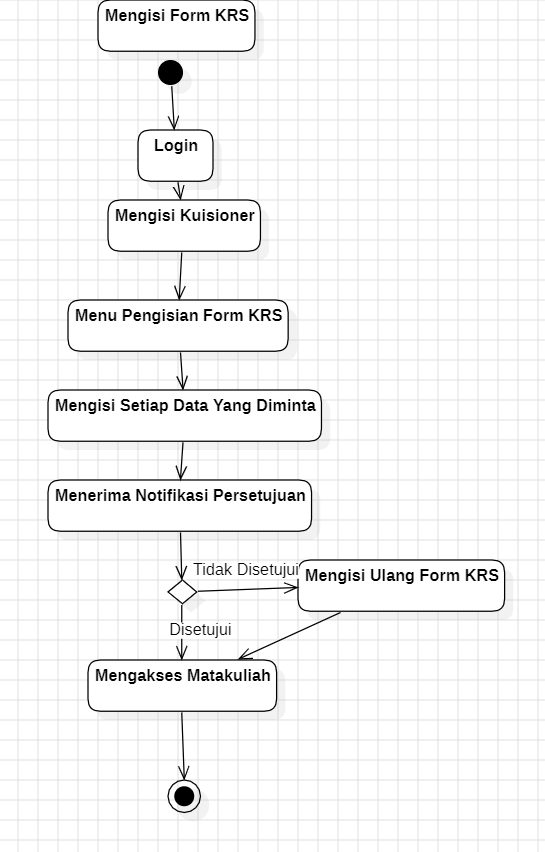 Mengisi Form KRS
Login
Mengisi Kuisioner
Menu Pengisian Form KRS
Mengisi Setiap Data Yang Diminta
Menerima Notifikasi Persetujuan
Tidak Disetujui
Mengisi Ulang Form KRS
Disetujui
Mengakses Matakuliah